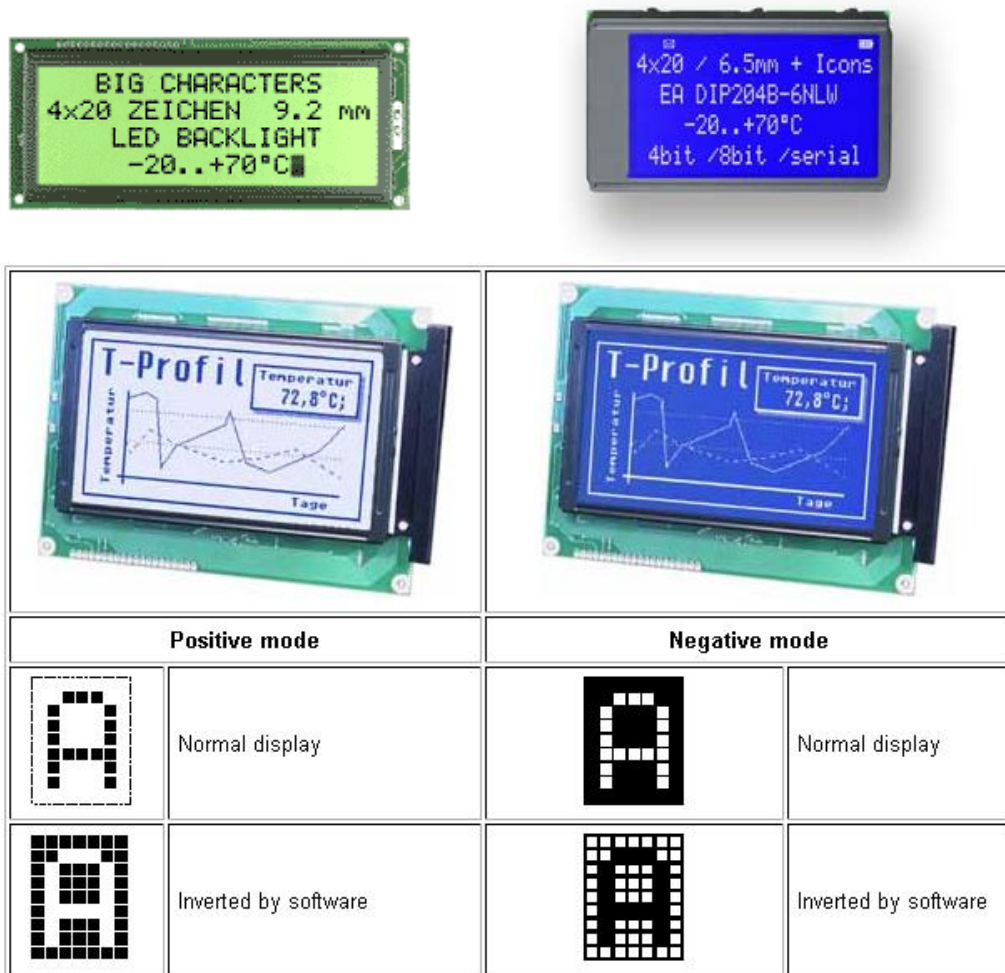 BIG CHARACTERS
4x20 ZEICHEN 9.2 mm
LED BACKLIGHT
-20..+70°C
4x20 / 6.5mm + Icons
EA DIP204B-6NLW
-20..+70°C
4bit /8bit /serial
T-Profil
Temperatur
72,8°C;
Temperatur
Tage
T-Profil
Temperatur
72,8°C;
Temperatur
Tage
Positive mode
Negative mode
A
Normal display
A
Normal display
A
Inverted by software
A
Inverted by software